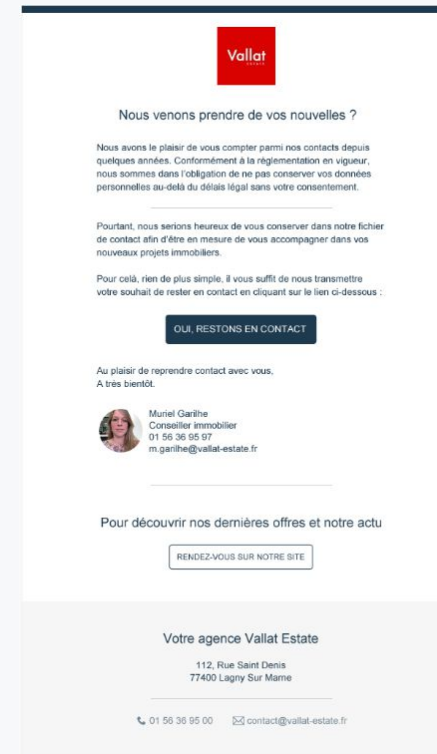 Vallat
ESTATE
Nous venons prendre de vos nouvelles ?
Nous avons le plaisir de vous compter parmi nos contacts depuis
quelques années. Conformément à la réglementation en vigueur,
nous sommes dans l'obligation de ne pas conserver vos données
personnelles au-delà du délais légal sans votre consentement.
Pourtant, nous serions heureux de vous conserver dans notre fichier
de contact afin d'être en mesure de vous accompagner dans vos
nouveaux projets immobiliers.
Pour celà, rien de plus simple, il vous suffit de nous transmettre
votre souhait de rester en contact en cliquant sur le lien ci-dessous :
OUI, RESTONS EN CONTACT
Au plaisir de reprendre contact avec vous,
A très bientôt.
Muriel Garilhe
Conseiller immobilier
01 56 36 95 97
m.garilhe@vallat-estate.fr
Pour découvrir nos dernières offres et notre actu
RENDEZ-VOUS SUR NOTRE SITE
Votre agence Vallat Estate
112, Rue Saint Denis
77400 Lagny Sur Marne
01 56 36 95 00 contact@vallat-estate.fr